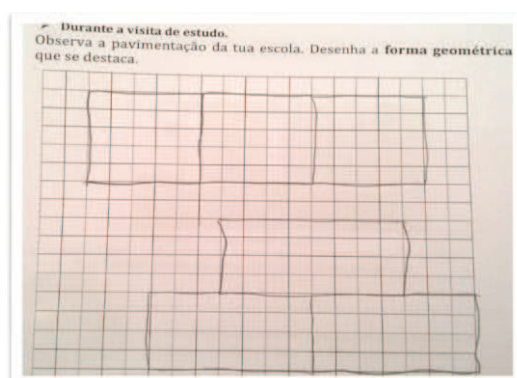 ➤ Durante a visita de estudo.
Observa a pavimentação da tua escola. Desenha a forma geométrica
que se destaca.